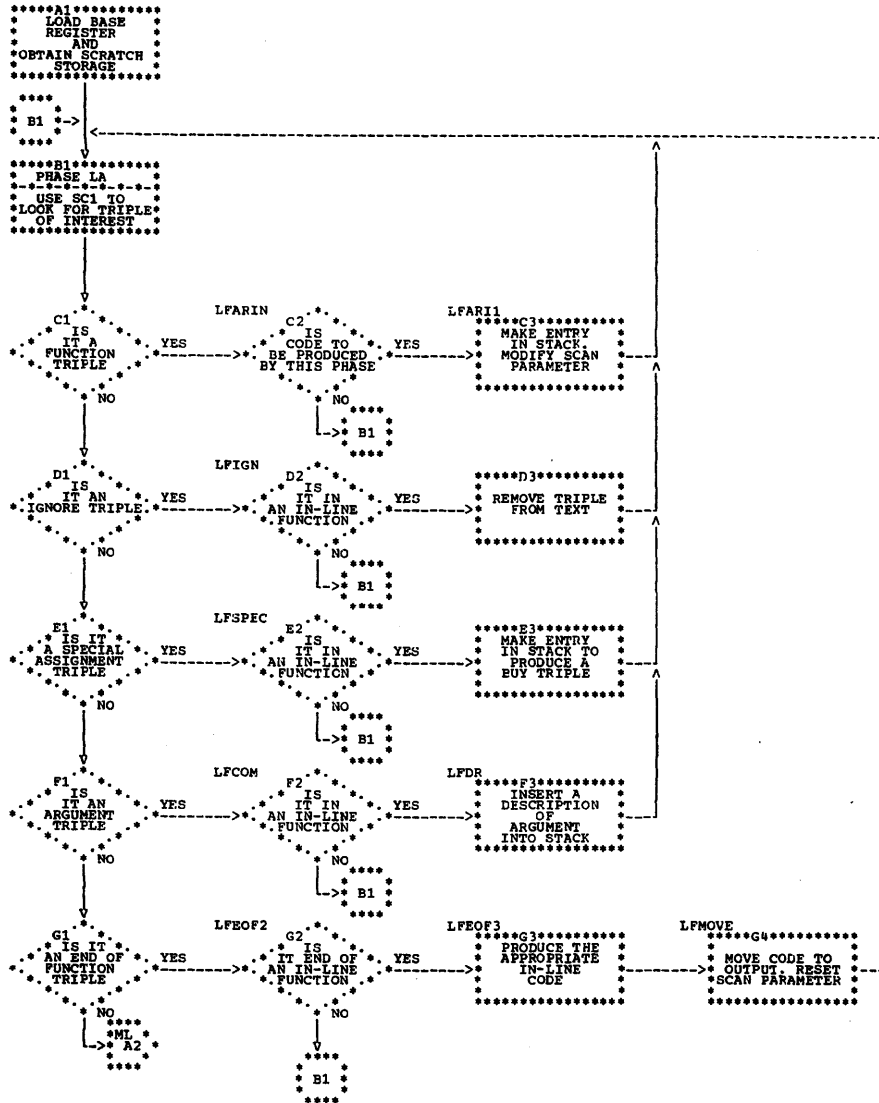 A1
LOAD BASE
REGISTER
AND
OBTAIN SCRATCH
STORAGE
B1
B1
PHASE LA
USE SC1 TO
LOOK FOR TRIPLE
OF INTEREST
C1
IS
IT A
FUNCTION
TRIPLE
YES
NO
LFARIN
C2
IS
CODE TO
BE PRODUCED
BY THIS PHASE
YES
NO
B1
LFARI1
C3
MAKE ENTRY
IN STACK.
MODIFY SCAN
PARAMETER
D1
IS
IT AN
IGNORE TRIPLE
YES
NO
LFIGN
D2
IS
IT IN
AN IN-LINE
FUNCTION
YES
NO
B1
D3
REMOVE TRIPLE
FROM TEXT
E1
IS IT
A SPECIAL
ASSIGNMENT
TRIPLE
YES
NO
LFSPEC
E2
IS
IT IN
AN IN-LINE
FUNCTION
YES
NO
B1
E3
MAKE ENTRY
IN STACK TO
PRODUCE A
BUY TRIPLE
F1
IS
IT AN
ARGUMENT
TRIPLE
YES
NO
LFCOM
F2
IS
IT IN
AN IN-LINE
FUNCTION
YES
NO
B1
LFDR
F3
INSERT A
DESCRIPTION
OF
ARGUMENT
INTO STACK
G1
IS IT
AN END OF
FUNCTION
TRIPLE
YES
NO
ML
A2
LFEOF2
G2
IS
IT END OF
AN IN-LINE
FUNCTION
YES
NO
B1
LFEOF3
G3
PRODUCE THE
APPROPRIATE
IN-LINE
CODE
LFMOVE
G4
MOVE CODE TO
OUTPUT. RESET
SCAN PARAMETER